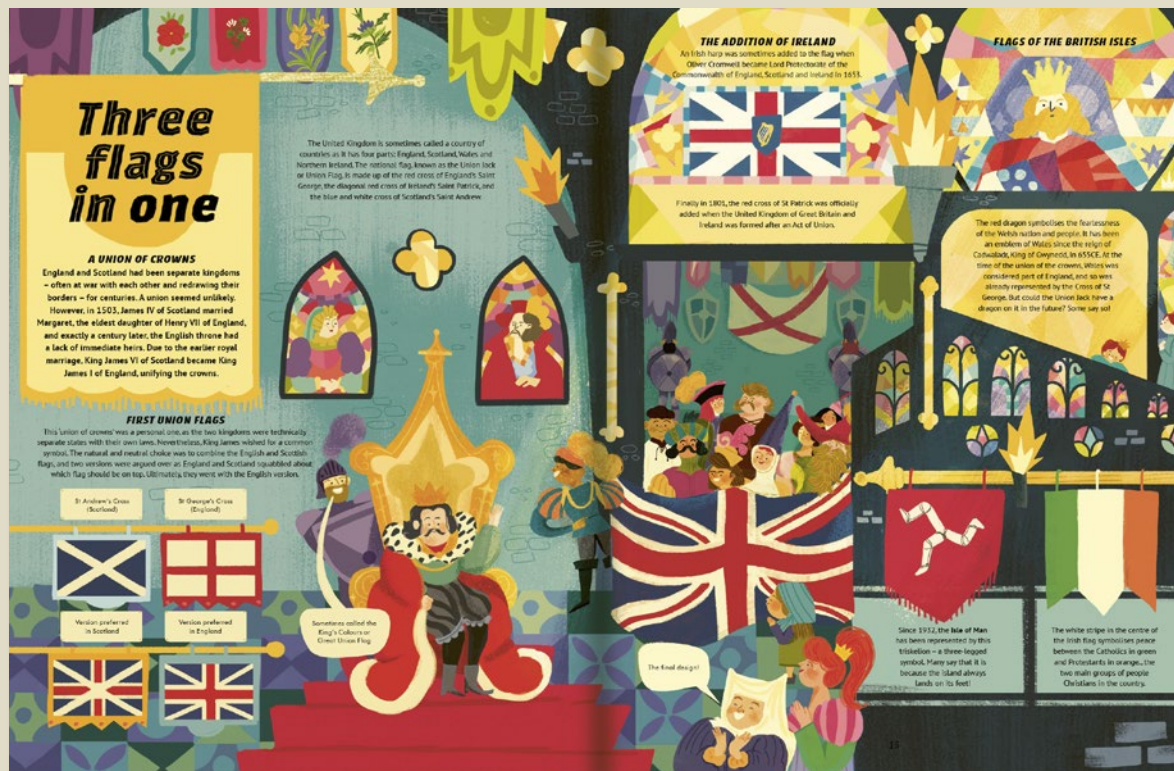 Three
flags
in one
A UNION OF CROWNS
England and Scotland had been separate kingdoms
– often at war with each other and redrawing their
borders – for centuries. A union seemed unlikely.
However, in 1503, James IV of Scotland married
Margaret, the eldest daughter of Henry VII of England,
and exactly a century later, the English throne had
a lack of immediate heirs. Due to the earlier royal
marriage, King James VI of Scotland became King
James I of England, unifying the crowns.
The United Kingdom is sometimes called a country of
countries as it has four parts: England, Scotland, Wales and
Northern Ireland. The national flag, known as the Union Jack
or Union Flag, is made up of the red cross of England's Saint
George, the diagonal red cross of Ireland's Saint Patrick, and
the blue and white cross of Scotland's Saint Andrew.
FIRST UNION FLAGS
This 'union of crowns' was a personal one, as the two kingdoms were technically
separate states with their own laws. Nevertheless, King James wished for a common
symbol. The natural and neutral choice was to combine the English and Scottish
flags, and two versions were argued over as England and Scotland squabbled about
which flag should be on top. Ultimately, they went with the English version.
St Andrew's Cross
(Scotland)
St George's Cross
(England)
Version preferred
in Scotland
Version preferred
in England
Sometimes called the
King's Colours or
Great Union Flag
THE ADDITION OF IRELAND
An Irish harp was sometimes added to the flag when
Oliver Cromwell became Lord Protectorate of the
Commonwealth of England, Scotland and Ireland in 1653.
Finally in 1801, the red cross of St Patrick was officially
added when the United Kingdom of Great Britain and
Ireland was formed after an Act of Union.
The final design!
FLAGS OF THE BRITISH ISLES
The red dragon symbolises the fearlessness
of the Welsh nation and people. It has been
an emblem of Wales since the reign of
Cadwaladr, King of Gwynedd, in 655CE. At the
time of the union of the crowns, Wales was
considered part of England, and so was
already represented by the Cross of St
George. But could the Union Jack have a
dragon on it in the future? Some say so!
Since 1932, the Isle of Man
has been represented by this
triskelion – a three-legged
symbol. Many say that it is
because the island always
lands on its feet!
The white stripe in the centre of
the Irish flag symbolises peace
between the Catholics in green
and Protestants in orange., the
two main groups of people
Christians in the country.